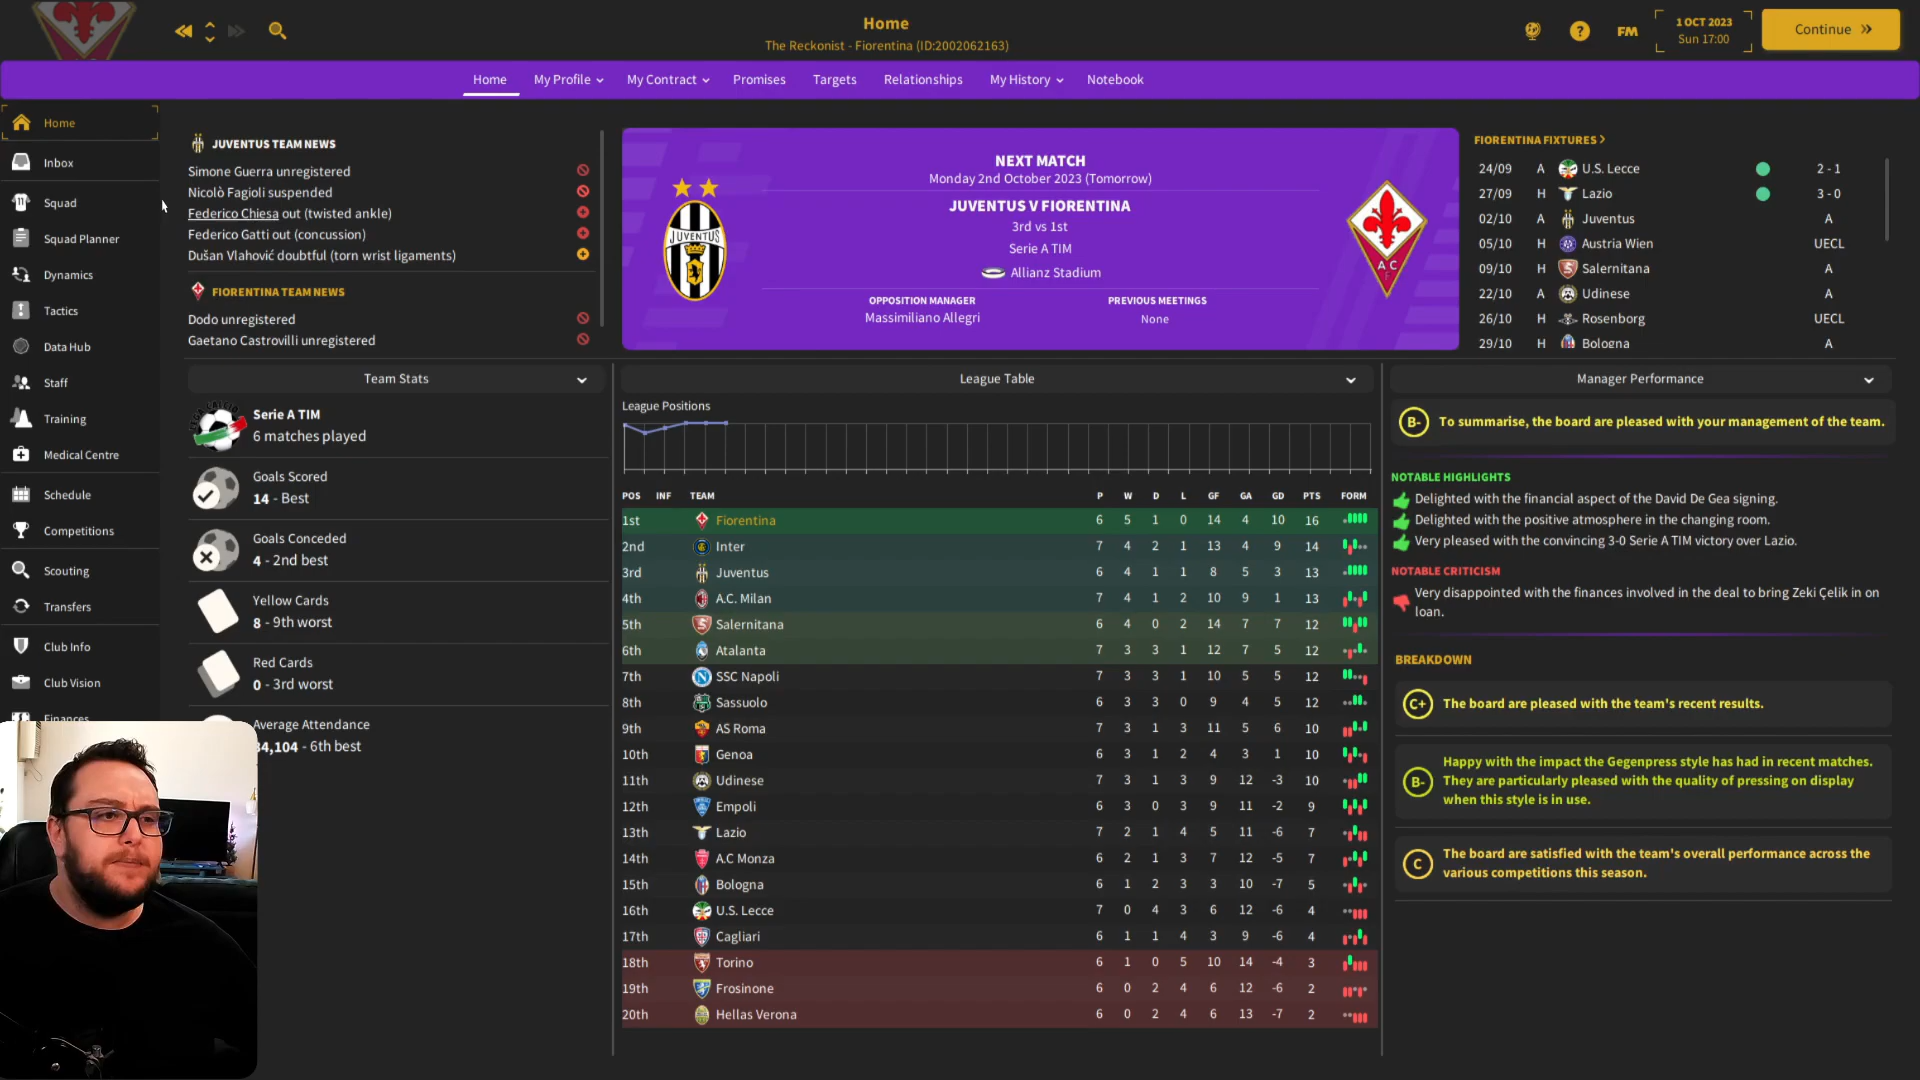 Home
The Reckonist - Fiorentina (ID:2002062163)
FM
1 OCT 2023
Sun 17:00
Continue
Home
My Profile
My Contract
Promises
Targets
Relationships
My History
Notebook
Home
Inbox
Squad
Squad Planner
Dynamics
Tactics
Data Hub
Staff
Training
Medical Centre
Schedule
Competitions
Scouting
Transfers
Club Info
Club Vision
Finances
JUVENTUS TEAM NEWS
Simone Guerra unregistered
Nicolò Fagioli suspended
Federico Chiesa out (twisted ankle)
Federico Gatti out (concussion)
Dušan Vlahović doubtful (torn wrist ligaments)
FIORENTINA TEAM NEWS
Dodo unregistered
Gaetano Castrovilli unregistered
JUVENTUS
NEXT MATCH
Monday 2nd October 2023 (Tomorrow)
JUVENTUS V FIORENTINA
3rd vs 1st
Serie A TIM
Allianz Stadium
OPPOSITION MANAGER
Massimiliano Allegri
PREVIOUS MEETINGS
None
A C
F
FIORENTINA FIXTURES >
24/09 A U.S. Lecce 2 - 1
27/09 H Lazio 3 - 0
02/10 A Juventus A
05/10 H Austria Wien UECL
09/10 H Salernitana A
22/10 A Udinese A
26/10 H Rosenborg UECL
29/10 H Bologna A
Team Stats
Serie A TIM
6 matches played
Goals Scored
14 - Best
Goals Conceded
4 - 2nd best
Yellow Cards
8 - 9th worst
Red Cards
0 - 3rd worst
Average Attendance
34,104 - 6th best
League Table
League Positions
POS INF TEAM P W D L GF GA GD PTS FORM
1st Fiorentina 6 5 1 0 14 4 10 16
2nd Inter 7 4 2 1 13 4 9 14
3rd Juventus 6 4 1 1 8 5 3 13
4th A.C. Milan 7 4 1 2 10 9 1 13
5th Salernitana 6 4 0 2 14 7 7 12
6th Atalanta 7 3 3 1 12 7 5 12
7th SSC Napoli 7 3 3 1 10 5 5 12
8th Sassuolo 6 3 3 0 9 4 5 12
9th AS Roma 7 3 1 3 11 5 6 10
10th Genoa 6 3 1 2 4 3 1 10
11th Udinese 7 3 1 3 9 12 -3 10
12th Empoli 6 3 0 3 9 11 -2 9
13th Lazio 7 2 1 4 5 11 -6 7
14th A.C Monza 6 2 1 3 7 12 -5 7
15th Bologna 6 1 2 3 3 10 -7 5
16th U.S. Lecce 7 0 4 3 6 12 -6 4
17th Cagliari 6 1 1 4 3 9 -6 4
18th Torino 6 1 0 5 10 14 -4 3
19th Frosinone 6 0 2 4 6 12 -6 2
20th Hellas Verona 6 0 2 4 6 13 -7 2
Manager Performance
B- To summarise, the board are pleased with your management of the team.
NOTABLE HIGHLIGHTS
Delighted with the financial aspect of the David De Gea signing.
Delighted with the positive atmosphere in the changing room.
Very pleased with the convincing 3-0 Serie A TIM victory over Lazio.
NOTABLE CRITICISM
Very disappointed with the finances involved in the deal to bring Zeki Çelik in on
loan.
BREAKDOWN
C+ The board are pleased with the team's recent results.
Happy with the impact the Gegenpress style has had in recent matches.
B- They are particularly pleased with the quality of pressing on display
when this style is in use.
C The board are satisfied with the team's overall performance across the
various competitions this season.